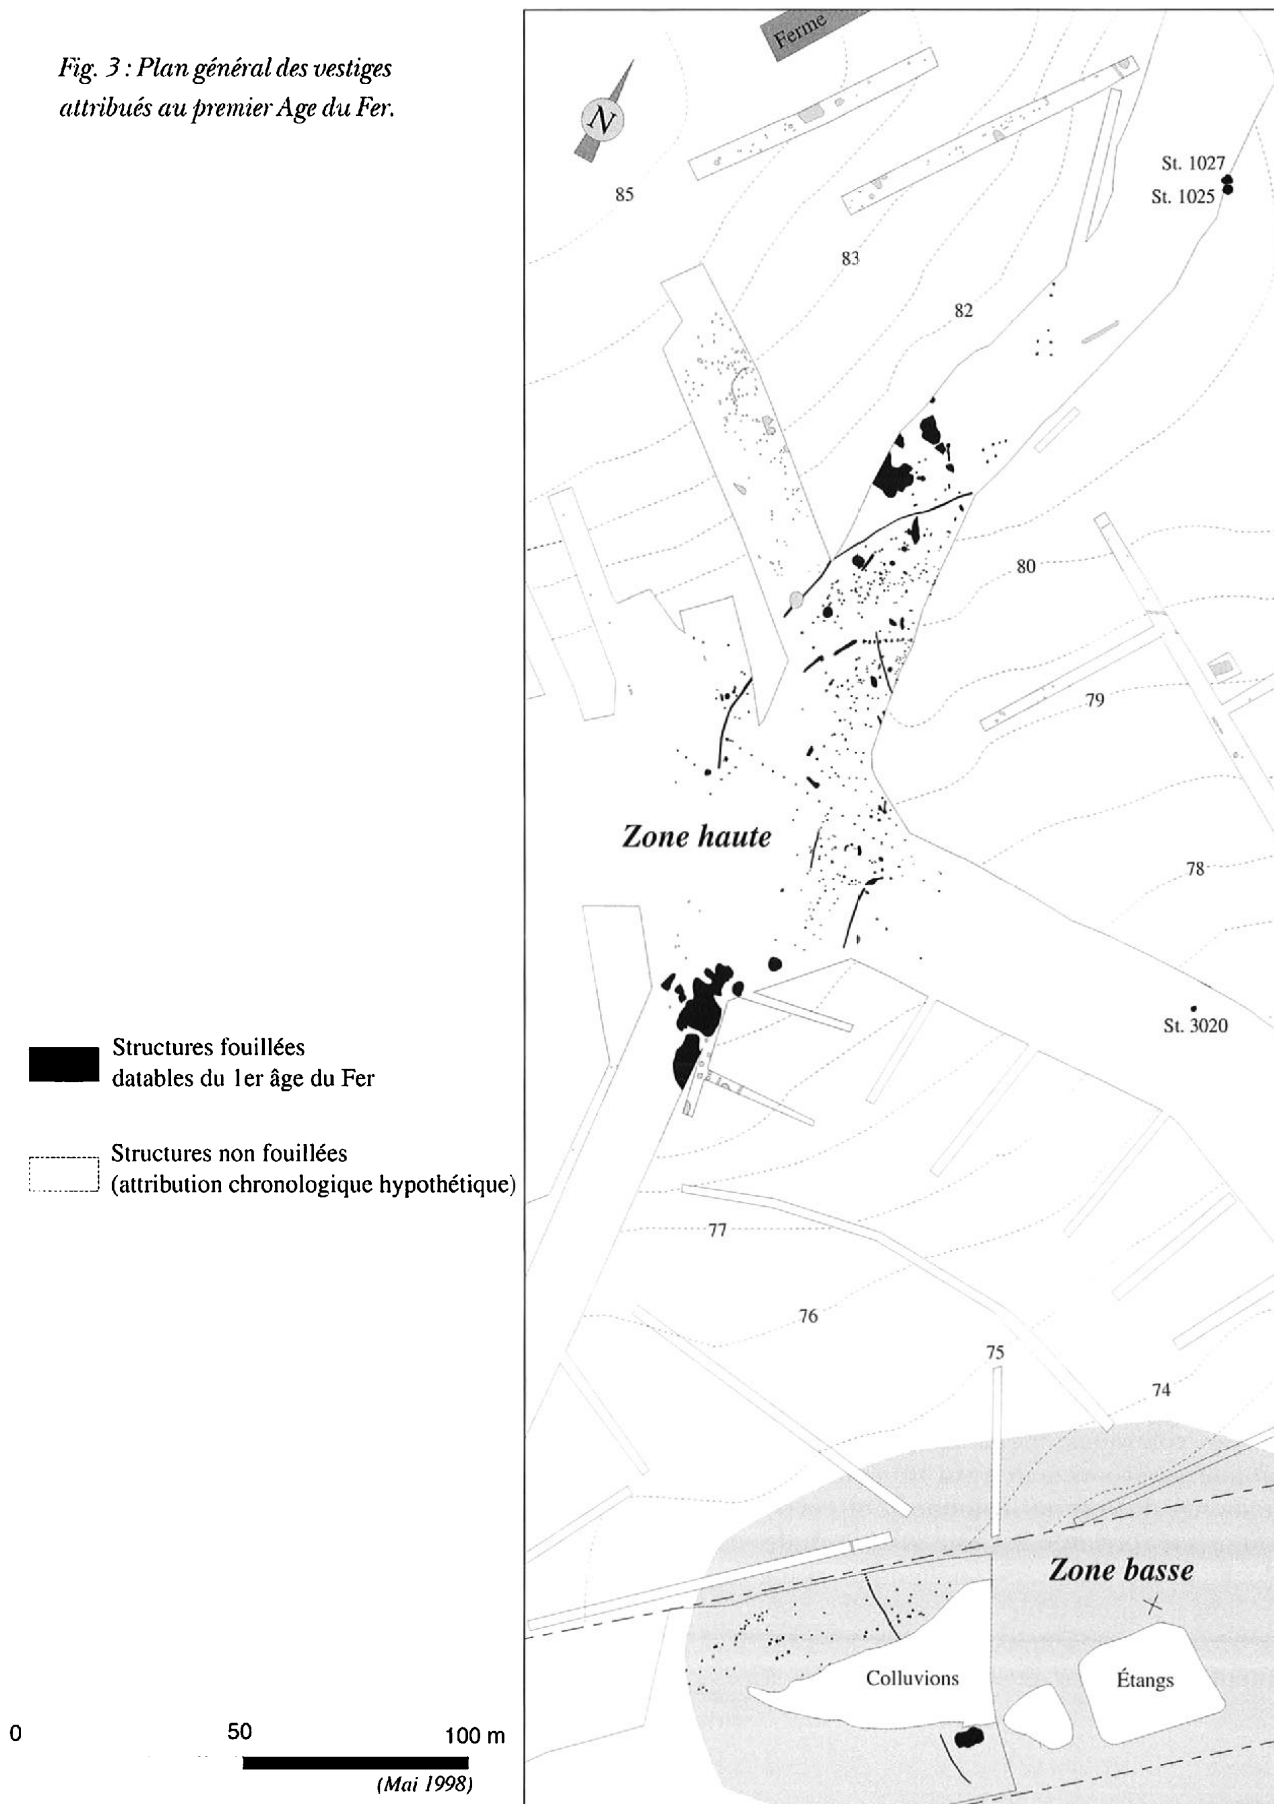 Fig. 3 : Plan général des vestiges
attribués au premier Age du Fer.
Ferme
N
St. 1027
St. 1025
85
83
82
80
79
78
Zone haute
St. 3020
Structures fouillées
datables du 1er âge du Fer
Structures non fouillées
(attribution chronologique hypothétique)
77
76
75
74
Zone basse
Colluvions
Étangs
0 50 100 m
(Mai 1998)